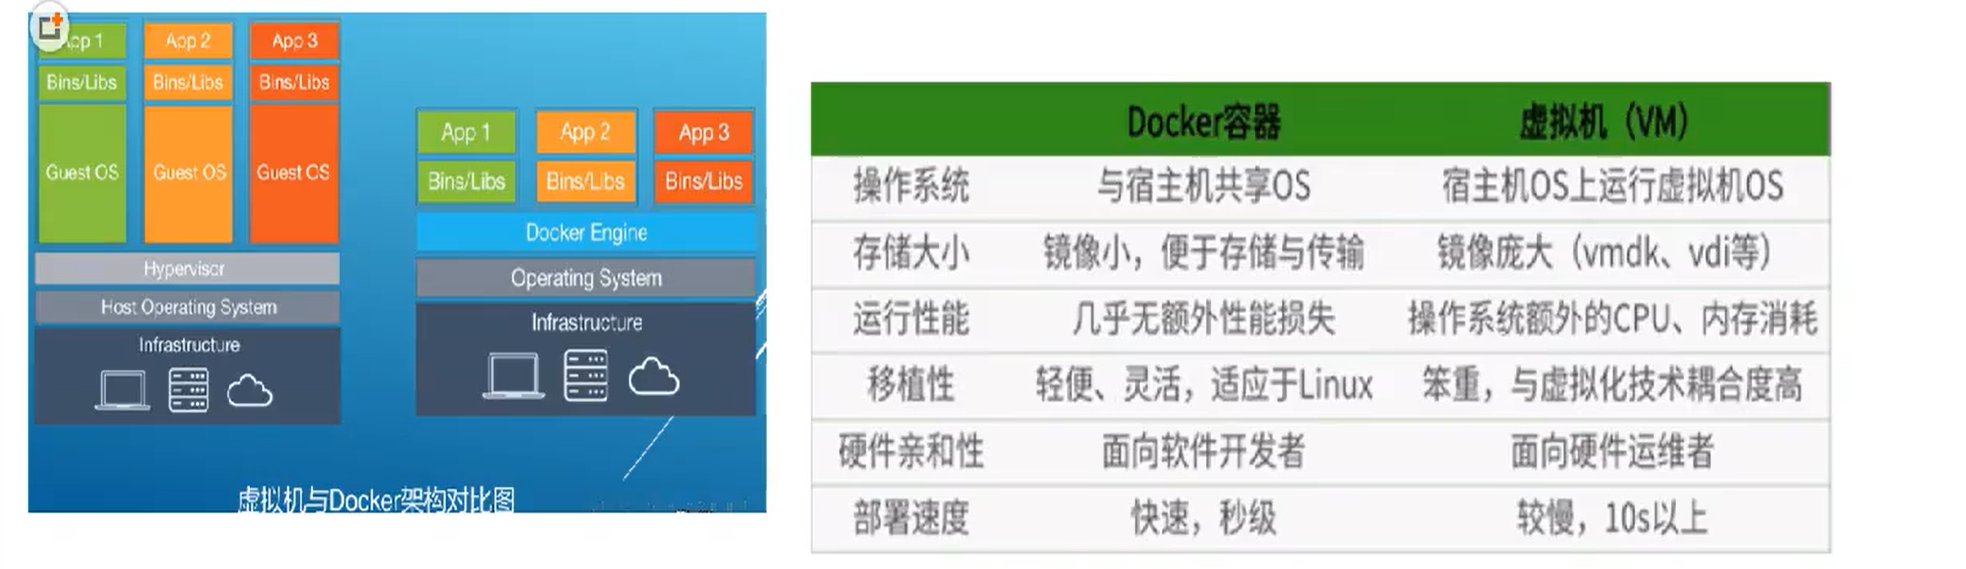 App 1 App 2 App 3
Bins/Libs Bins/Libs Bins/Libs
Guest OS Guest OS Guest OS
Hypervisor
Host Operating System
Infrastructure
App 1 App 2 App 3
Bins/Libs Bins/Libs Bins/Libs
Docker Engine
Operating System
Infrastructure
虚拟机与Docker架构对比图
Docker容器 虚拟机（VM）
操作系统 与宿主机共享OS 宿主机OS上运行虚拟机OS
存储大小 镜像小，便于存储与传输 镜像庞大（vmdk、vdi等）
运行性能 几乎无额外性能损失 操作系统额外的CPU、内存消耗
移植性 轻便、灵活，适应于Linux 笨重，与虚拟化技术耦合度高
硬件亲和性 面向软件开发者 面向硬件运维者
部署速度 快速，秒级 较慢，10s以上